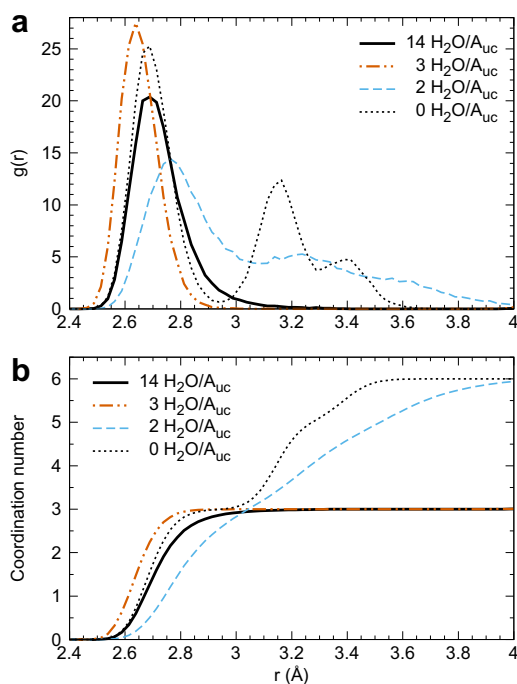 a
14 H₂O/Aᵤc
3 H₂O/Aᵤc
2 H₂O/Aᵤc
0 H₂O/Aᵤc
g(r)
25
20
15
10
5
0
2.4 2.6 2.8 3 3.2 3.4 3.6 3.8 4
b
14 H₂O/Aᵤc
3 H₂O/Aᵤc
2 H₂O/Aᵤc
0 H₂O/Aᵤc
Coordination number
6
5
4
3
2
1
0
2.4 2.6 2.8 3 3.2 3.4 3.6 3.8 4
r (Å)